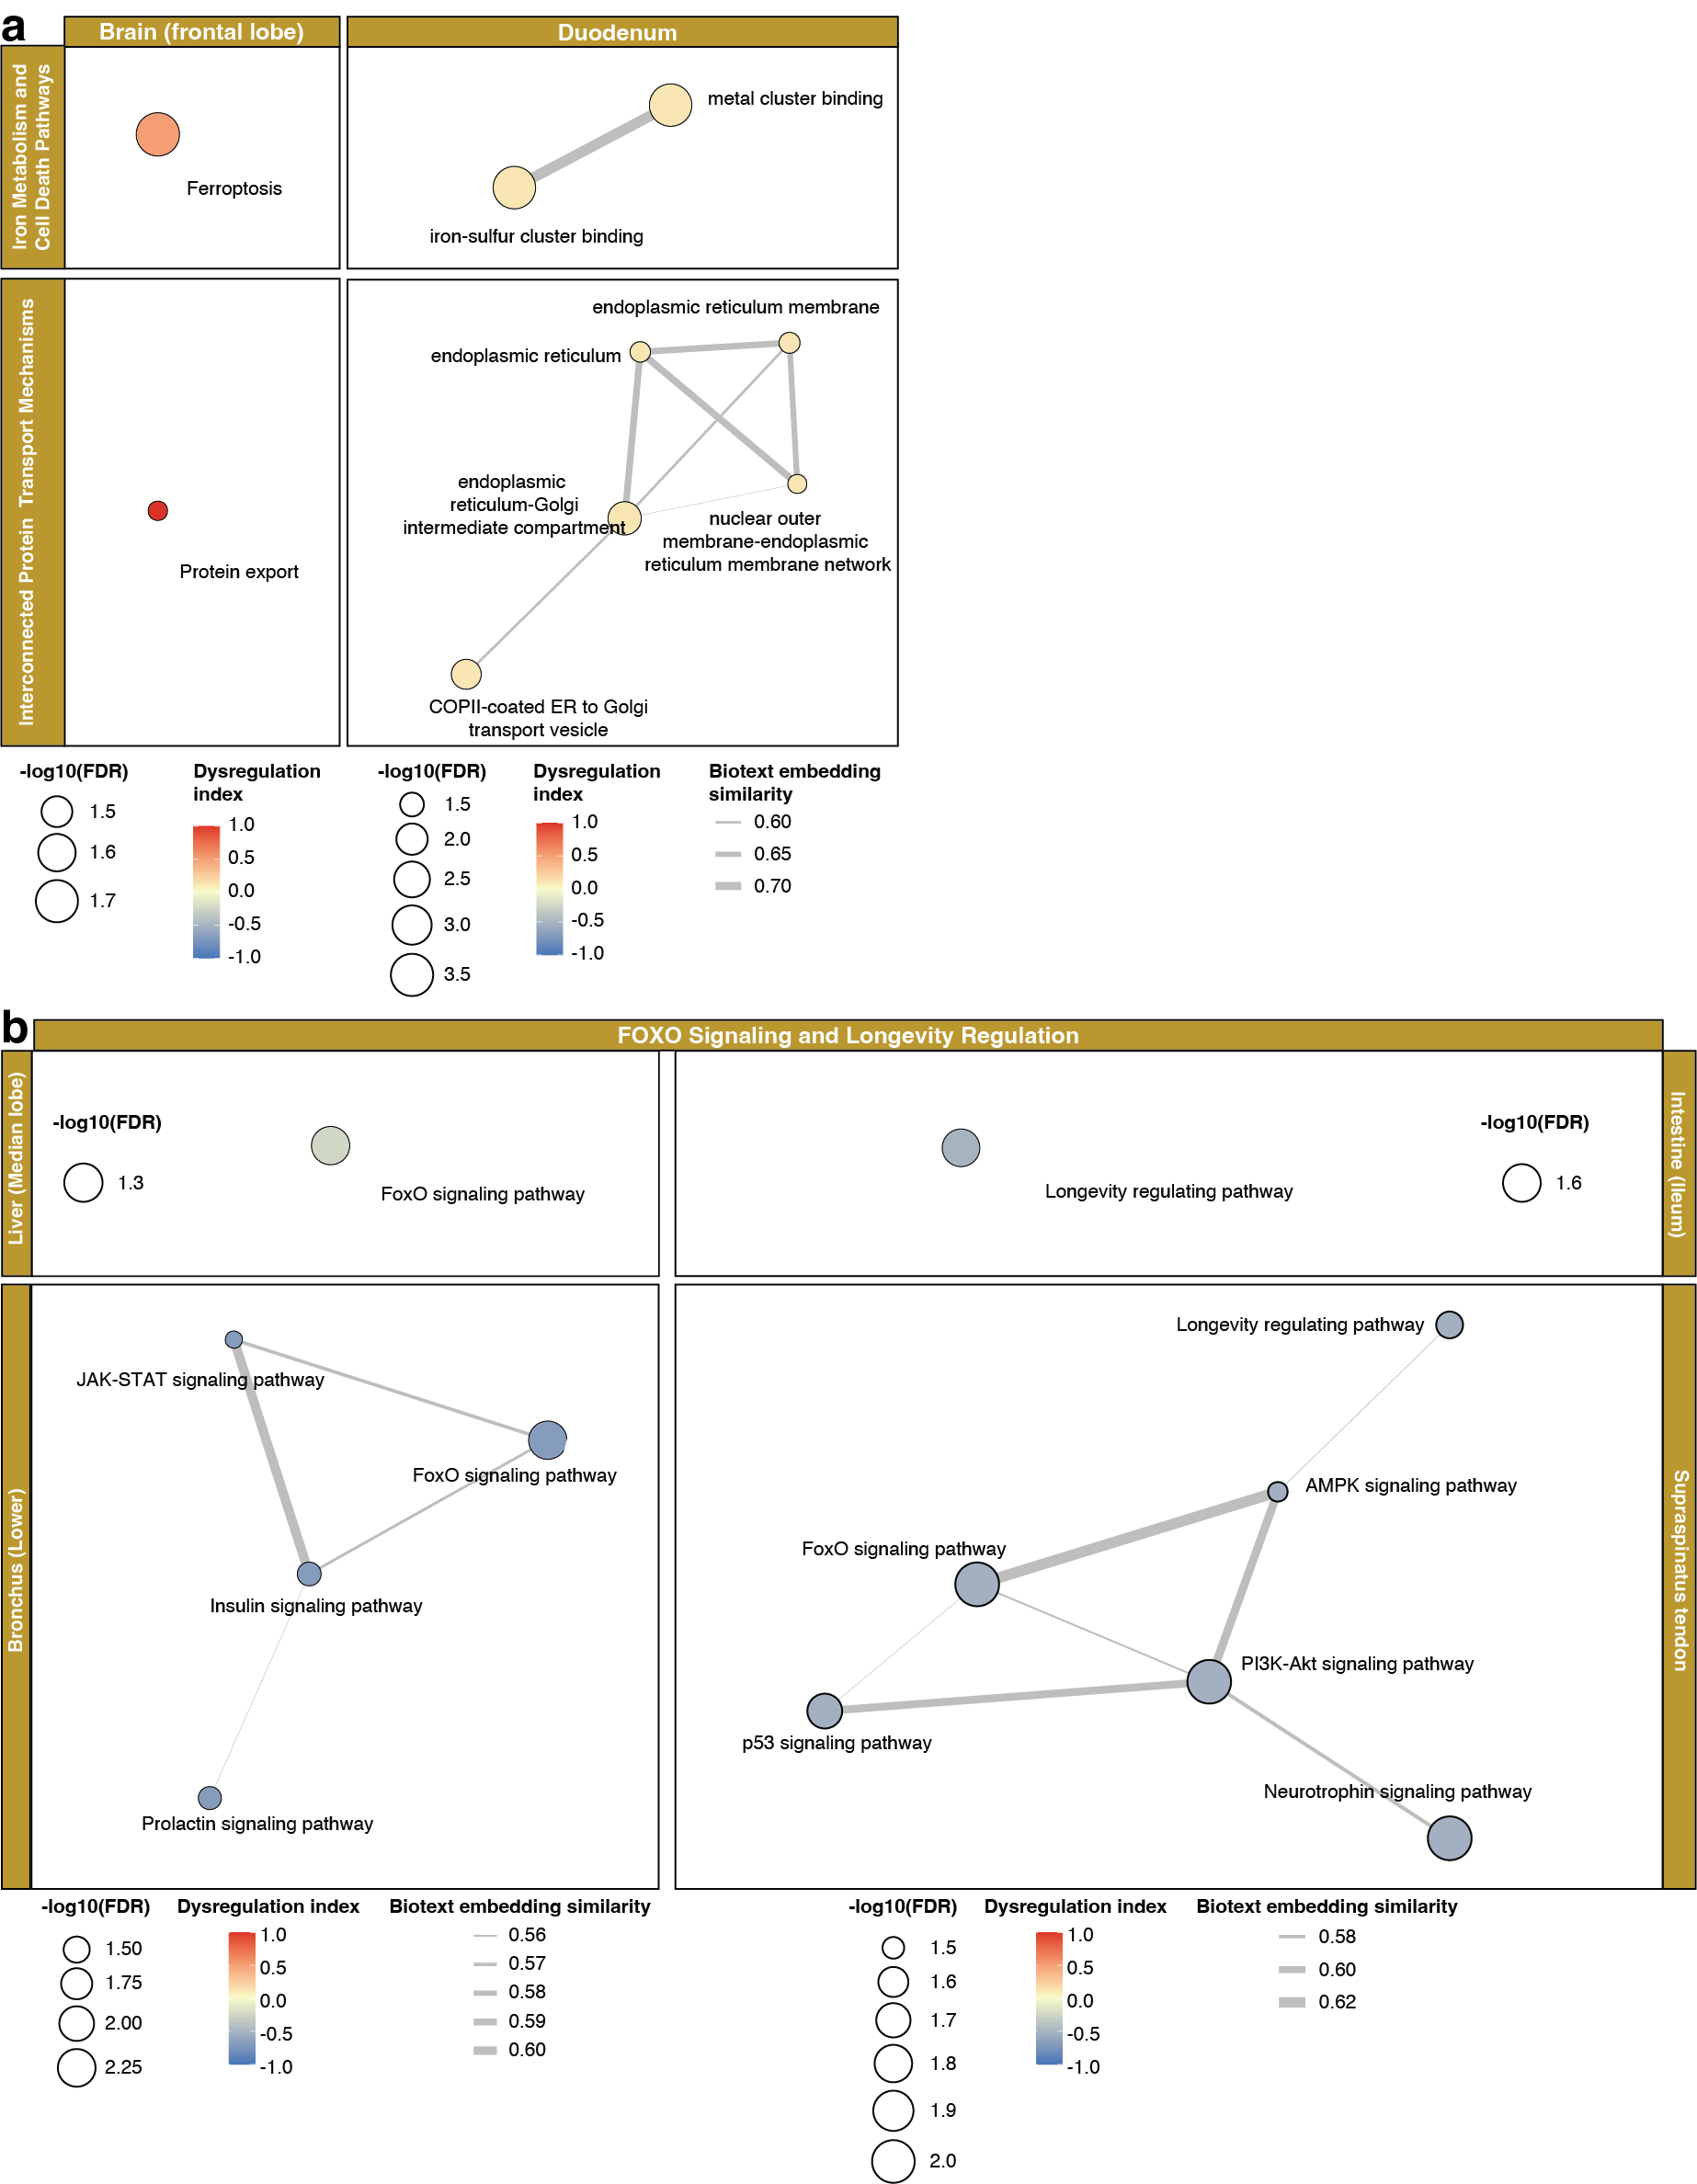 a
Brain (frontal lobe)
Duodenum
Iron Metabolism and
Cell Death Pathways
Ferroptosis
metal cluster binding
iron-sulfur cluster binding
Interconnected Protein Transport Mechanisms
Protein export
endoplasmic reticulum membrane
endoplasmic reticulum
endoplasmic
reticulum-Golgi
intermediate compartment
nuclear outer
membrane-endoplasmic
reticulum membrane network
COPII-coated ER to Golgi
transport vesicle
-log10(FDR)
1.5
1.6
1.7
Dysregulation
index
1.0
0.5
0.0
-0.5
-1.0
-log10(FDR)
1.5
2.0
2.5
3.0
3.5
Dysregulation
index
1.0
0.5
0.0
-0.5
-1.0
Biotext embedding
similarity
0.60
0.65
0.70
b
FOXO Signaling and Longevity Regulation
Liver (Median lobe)
-log10(FDR)
1.3
FoxO signaling pathway
Longevity regulating pathway
-log10(FDR)
1.6
Intestine (Ileum)
Bronchus (Lower)
JAK-STAT signaling pathway
FoxO signaling pathway
Insulin signaling pathway
Prolactin signaling pathway
Longevity regulating pathway
AMPK signaling pathway
FoxO signaling pathway
PI3K-Akt signaling pathway
p53 signaling pathway
Neurotrophin signaling pathway
Supraspinatus tendon
-log10(FDR)
1.50
1.75
2.00
2.25
Dysregulation index
1.0
0.5
0.0
-0.5
-1.0
Biotext embedding similarity
0.56
0.57
0.58
0.59
0.60
-log10(FDR)
1.5
1.6
1.7
1.8
1.9
2.0
Dysregulation index
1.0
0.5
0.0
-0.5
-1.0
Biotext embedding similarity
0.58
0.60
0.62